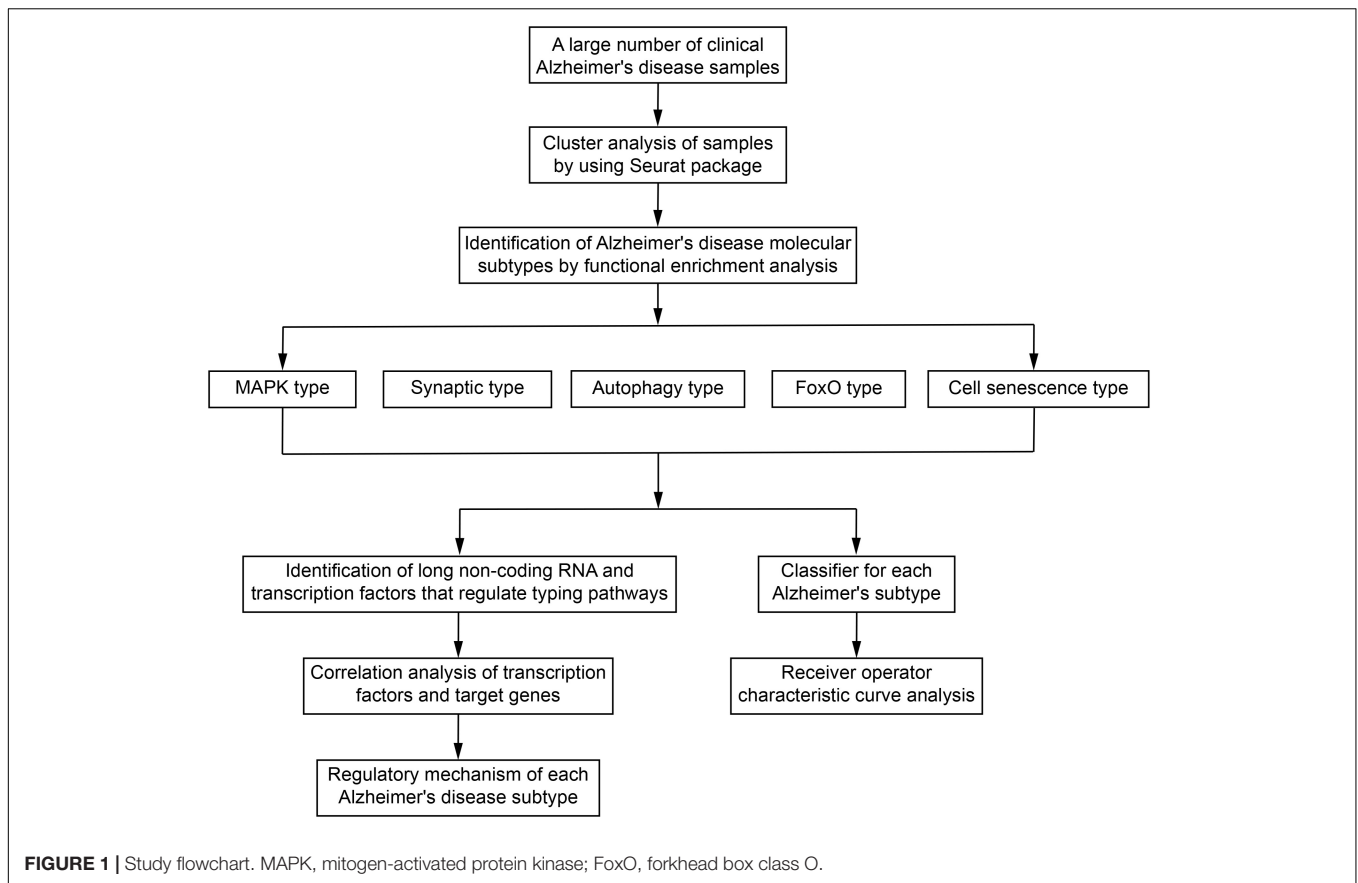 A large number of clinical
Alzheimer's disease samples
Cluster analysis of samples
by using Seurat package
Identification of Alzheimer's disease molecular
subtypes by functional enrichment analysis
MAPK type
Synaptic type
Autophagy type
FoxO type
Cell senescence type
Identification of long non-coding RNA and
transcription factors that regulate typing pathways
Classifier for each
Alzheimer's subtype
Correlation analysis of transcription
factors and target genes
Receiver operator
characteristic curve analysis
Regulatory mechanism of each
Alzheimer's disease subtype
FIGURE 1 | Study flowchart. MAPK, mitogen-activated protein kinase; FoxO, forkhead box class O.